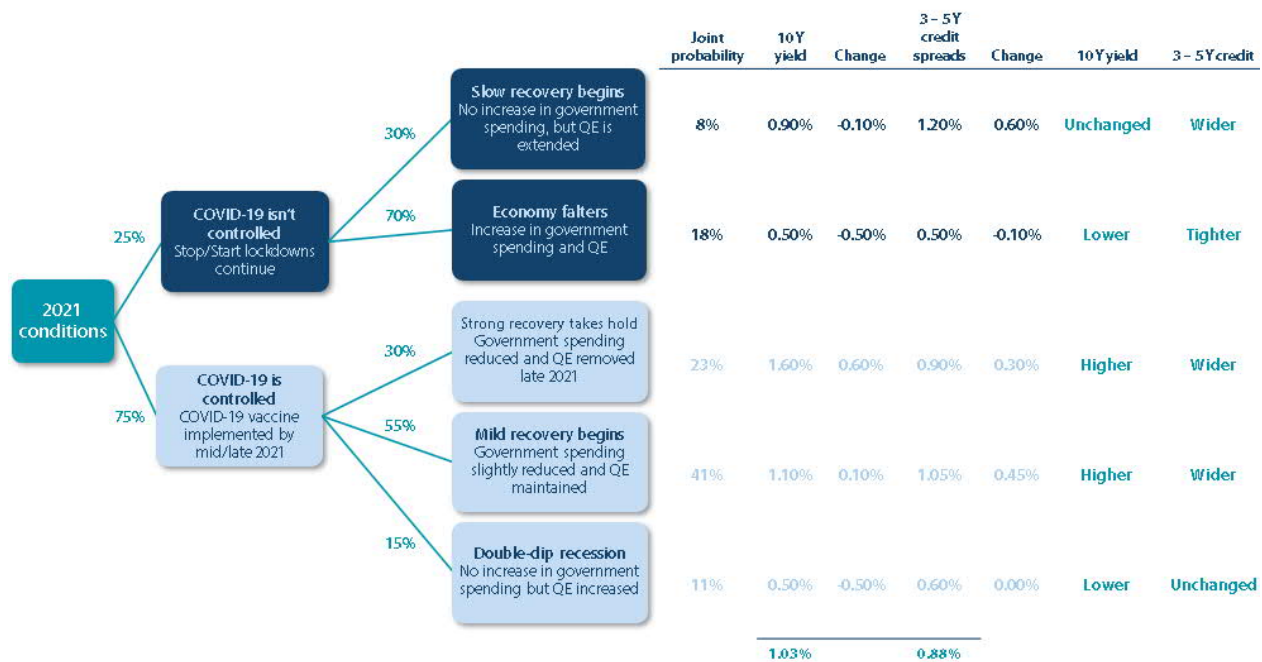 Joint probability
10Y yield
Change
3 – 5Y credit spreads
Change
10Y yield
3 – 5Y credit
2021
conditions
25%
COVID-19 isn't
controlled
Stop/Start lockdowns
continue
30%
Slow recovery begins
No increase in government
spending, but QE is
extended
8% 0.90% -0.10% 1.20% 0.60% Unchanged Wider
70%
Economy falters
Increase in government
spending and QE
18% 0.50% -0.50% 0.50% -0.10% Lower Tighter
75%
COVID-19 is
controlled
COVID-19 vaccine
implemented by
mid/late 2021
30%
Strong recovery takes hold
Government spending
reduced and QE removed
late 2021
23% 1.60% 0.60% 0.90% 0.30% Higher Wider
55%
Mild recovery begins
Government spending
slightly reduced and QE
maintained
41% 1.10% 0.10% 1.05% 0.45% Higher Wider
15%
Double-dip recession
No increase in government
spending but QE increased
11% 0.50% -0.50% 0.60% 0.00% Lower Unchanged
1.03% 0.88%